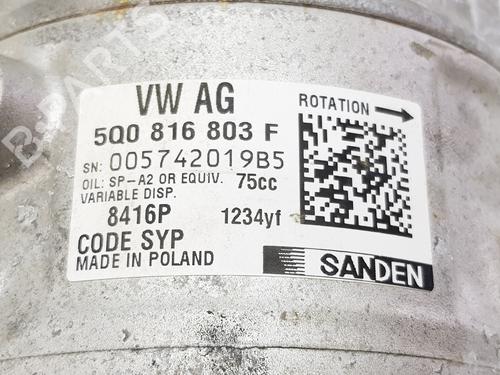 VW AG
ROTATION
5Q0 816 803 F
SN: 005742019B5
OIL: SP-A2 OR EQUIV. 75cc
VARIABLE DISP.
8416P 1234yf
CODE SYP
MADE IN POLAND
SANDEN
B-PARTS